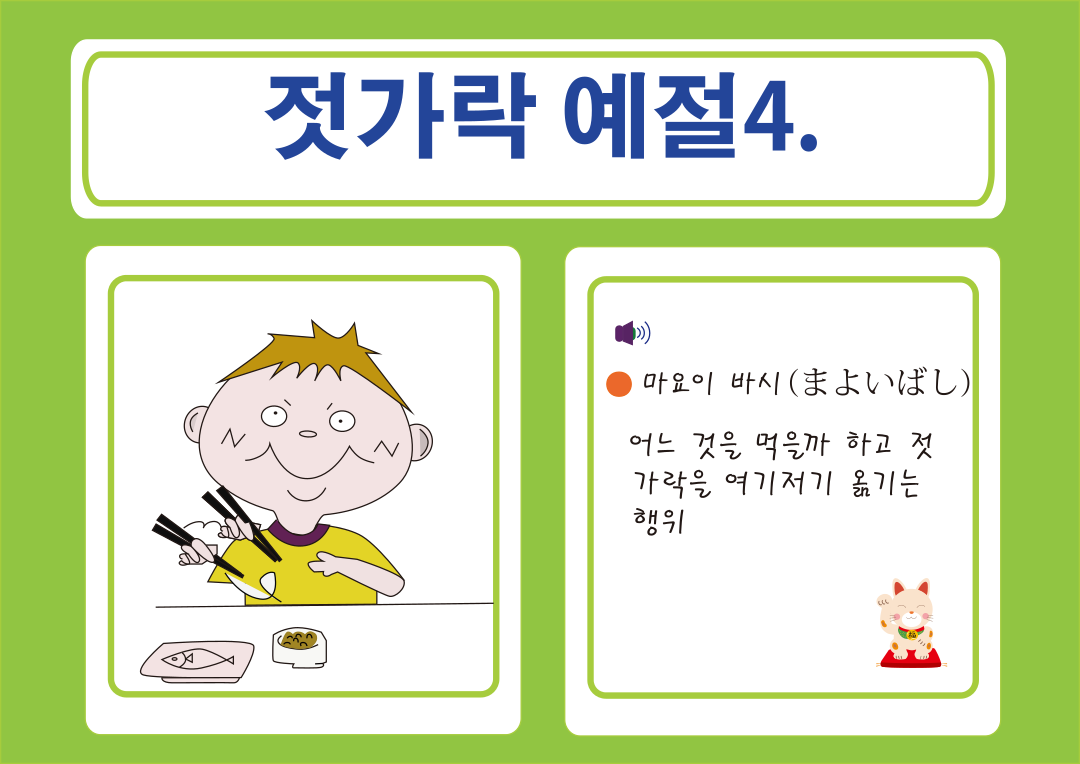 젓가락 예절4.
마요이 바시(まよいばし)
어느 것을 먹을까 하고 젓
가락을 여기저기 옮기는
행위